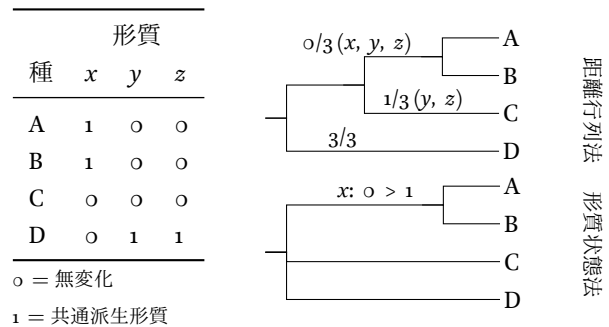 形質
種 x y z
A 1 0 0
B 1 0 0
C 0 0 0
D 0 1 1
0 = 無変化
1 = 共通派生形質
0/3 (x, y, z)
A
B
1/3 (y, z)
C
3/3
D
距離行列法
x: 0 > 1
A
B
C
D
形質状態法